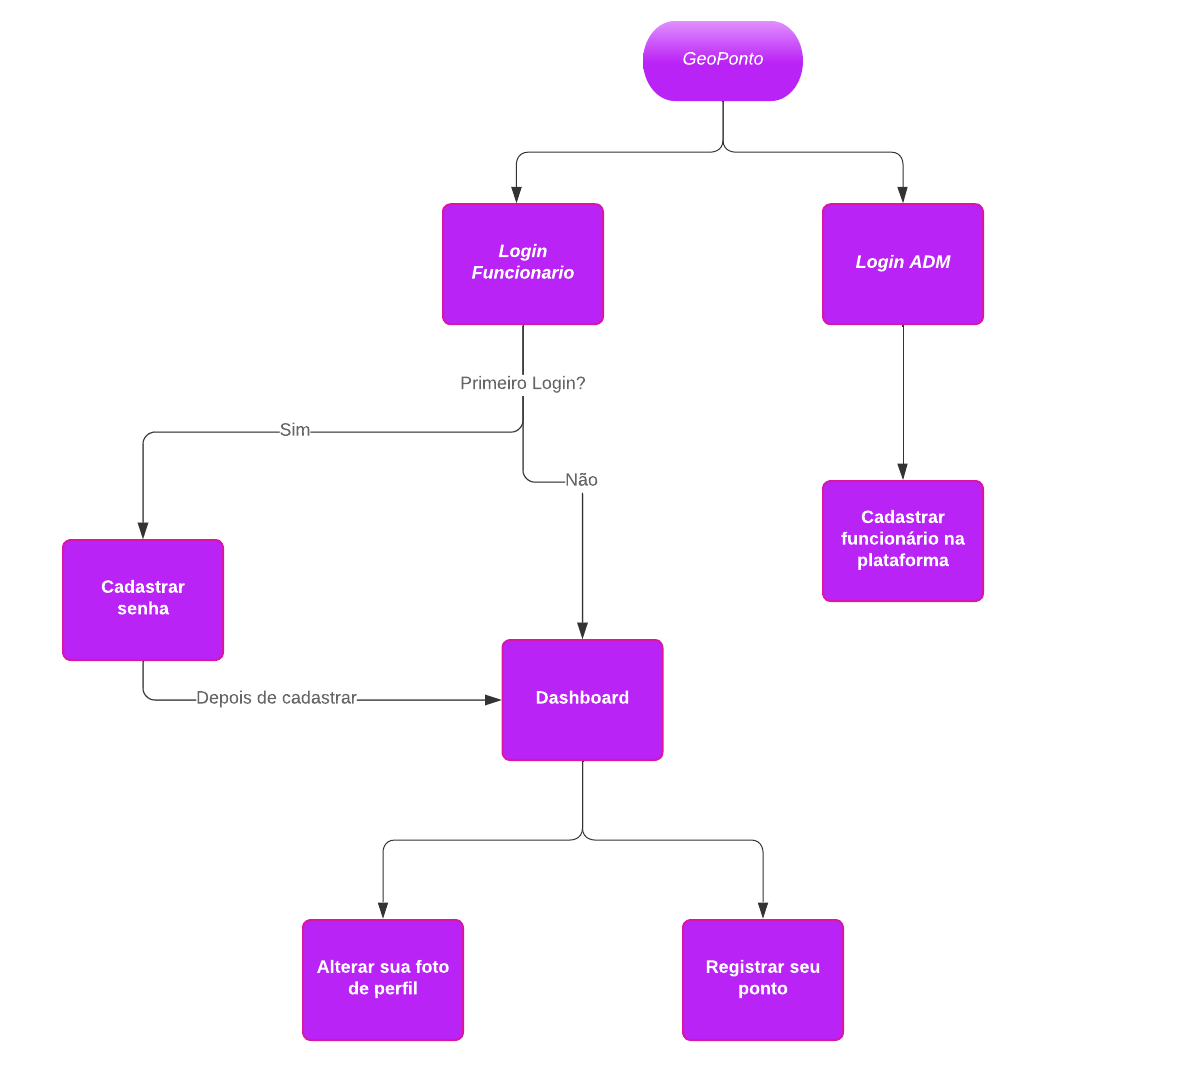 GeoPonto
Login
Funcionario
Login ADM
Primeiro Login?
Sim
Não
Cadastrar
funcionário na
plataforma
Cadastrar
senha
Depois de cadastrar
Dashboard
Alterar sua foto
de perfil
Registrar seu
ponto